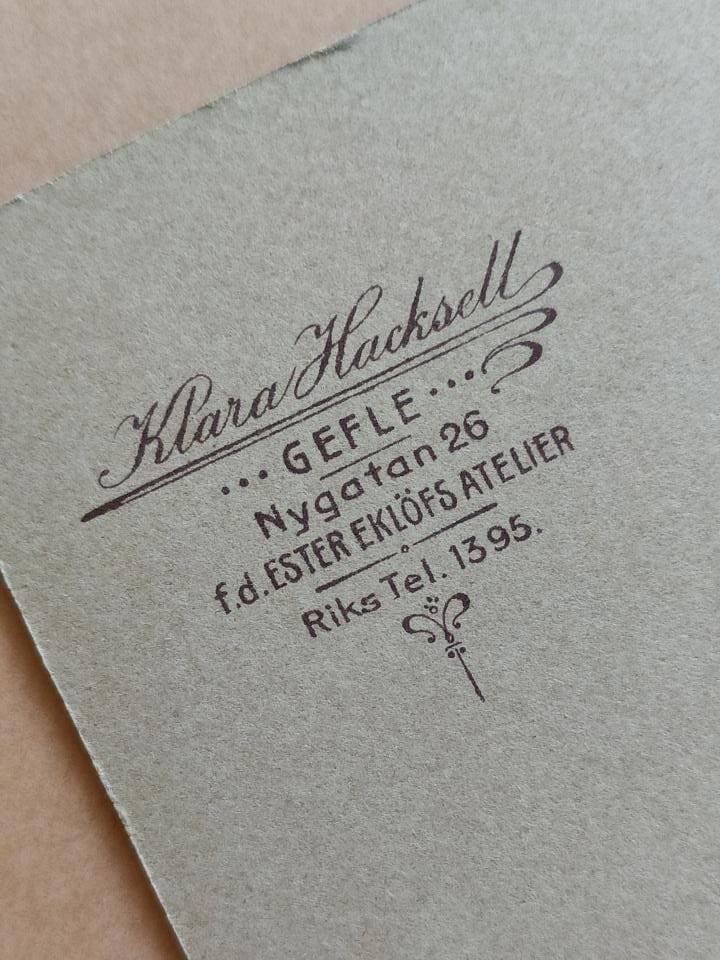 Klara Hacksell
... GEFLE ...
Nygatan 26
f.d. ESTER EKLÖFS ATELIER
Riks Tel. 1395.